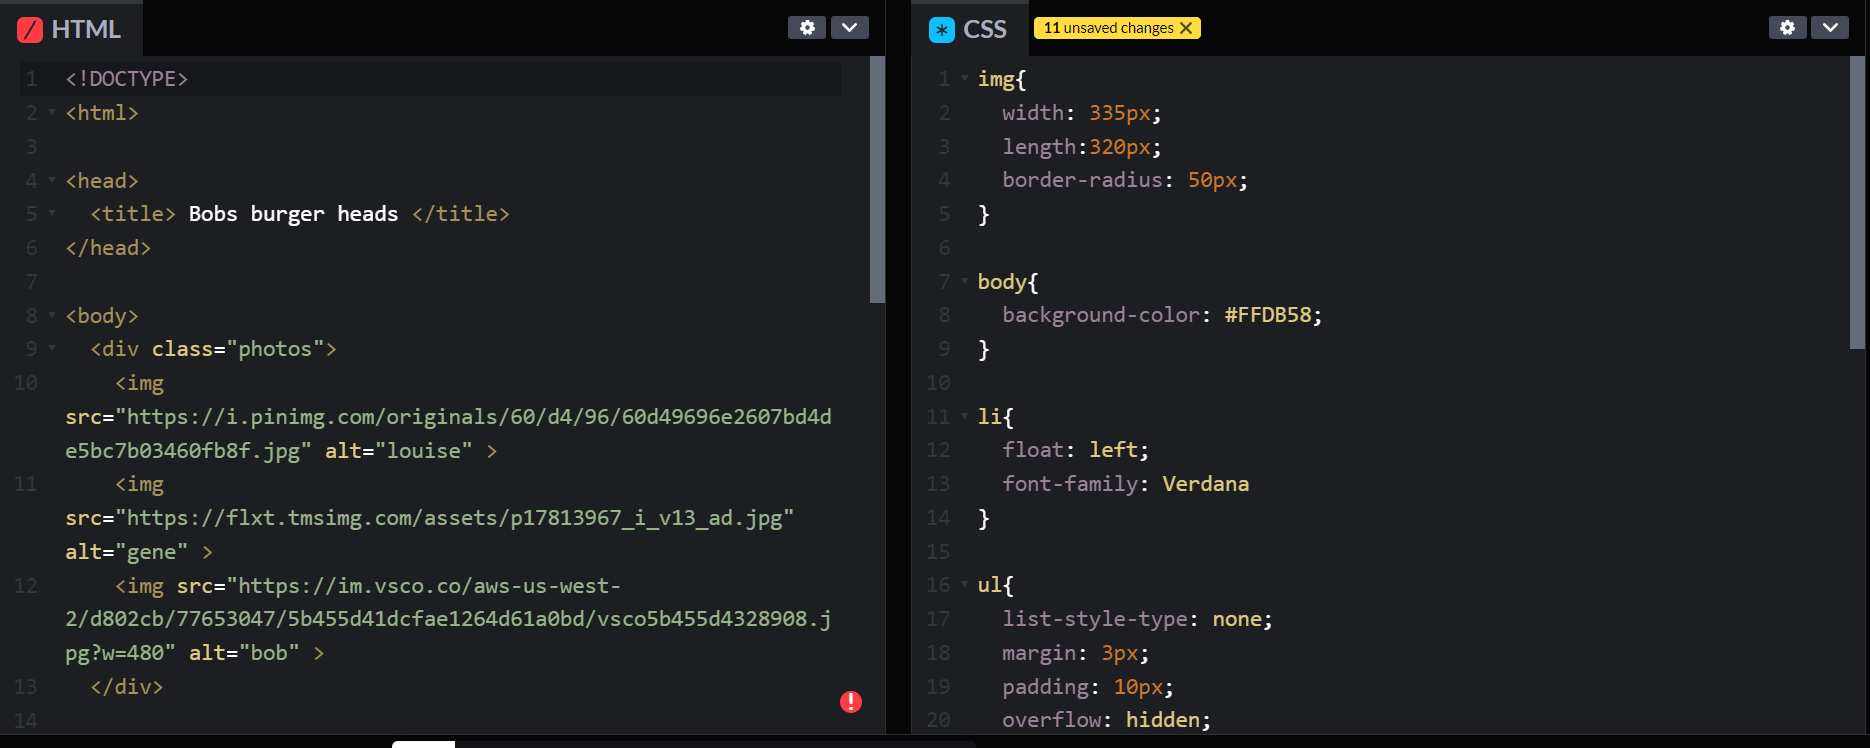 HTML
1 <!DOCTYPE>
2 <html>
3
4 <head>
5 <title> Bobs burger heads </title>
6 </head>
7
8 <body>
9 <div class="photos">
10 <img
src="https://i.pinimg.com/originals/60/d4/96/60d49696e2607bd4d
e5bc7b03460fb8f.jpg" alt="louise" >
11 <img
src="https://flxt.tmsimg.com/assets/p17813967_i_v13_ad.jpg"
alt="gene" >
12 <img src="https://im.vsco.co/aws-us-west-
2/d802cb/77653047/5b455d41dcfae1264d61a0bd/vsco5b455d4328908.j
pg?w=480" alt="bob" >
13 </div>
14
CSS
11 unsaved changes
1 img{
2 width: 335px;
3 length:320px;
4 border-radius: 50px;
5 }
6
7 body{
8 background-color: #FFDB58;
9 }
10
11 li{
12 float: left;
13 font-family: Verdana
14 }
15
16 ul{
17 list-style-type: none;
18 margin: 3px;
19 padding: 10px;
20 overflow: hidden;